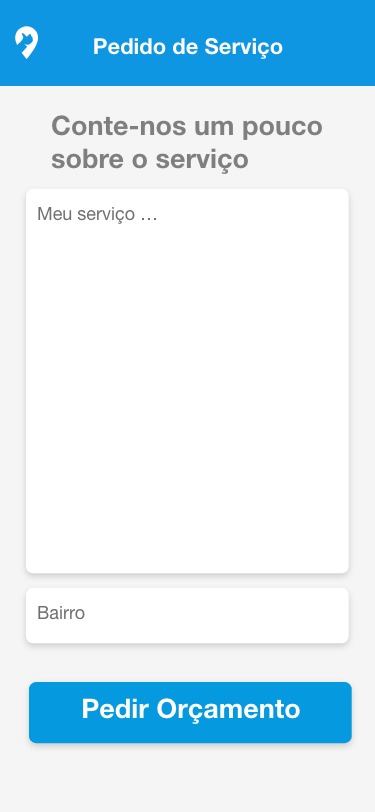 Pedido de Serviço
Conte-nos um pouco
sobre o serviço
Meu serviço …
Bairro
Pedir Orçamento